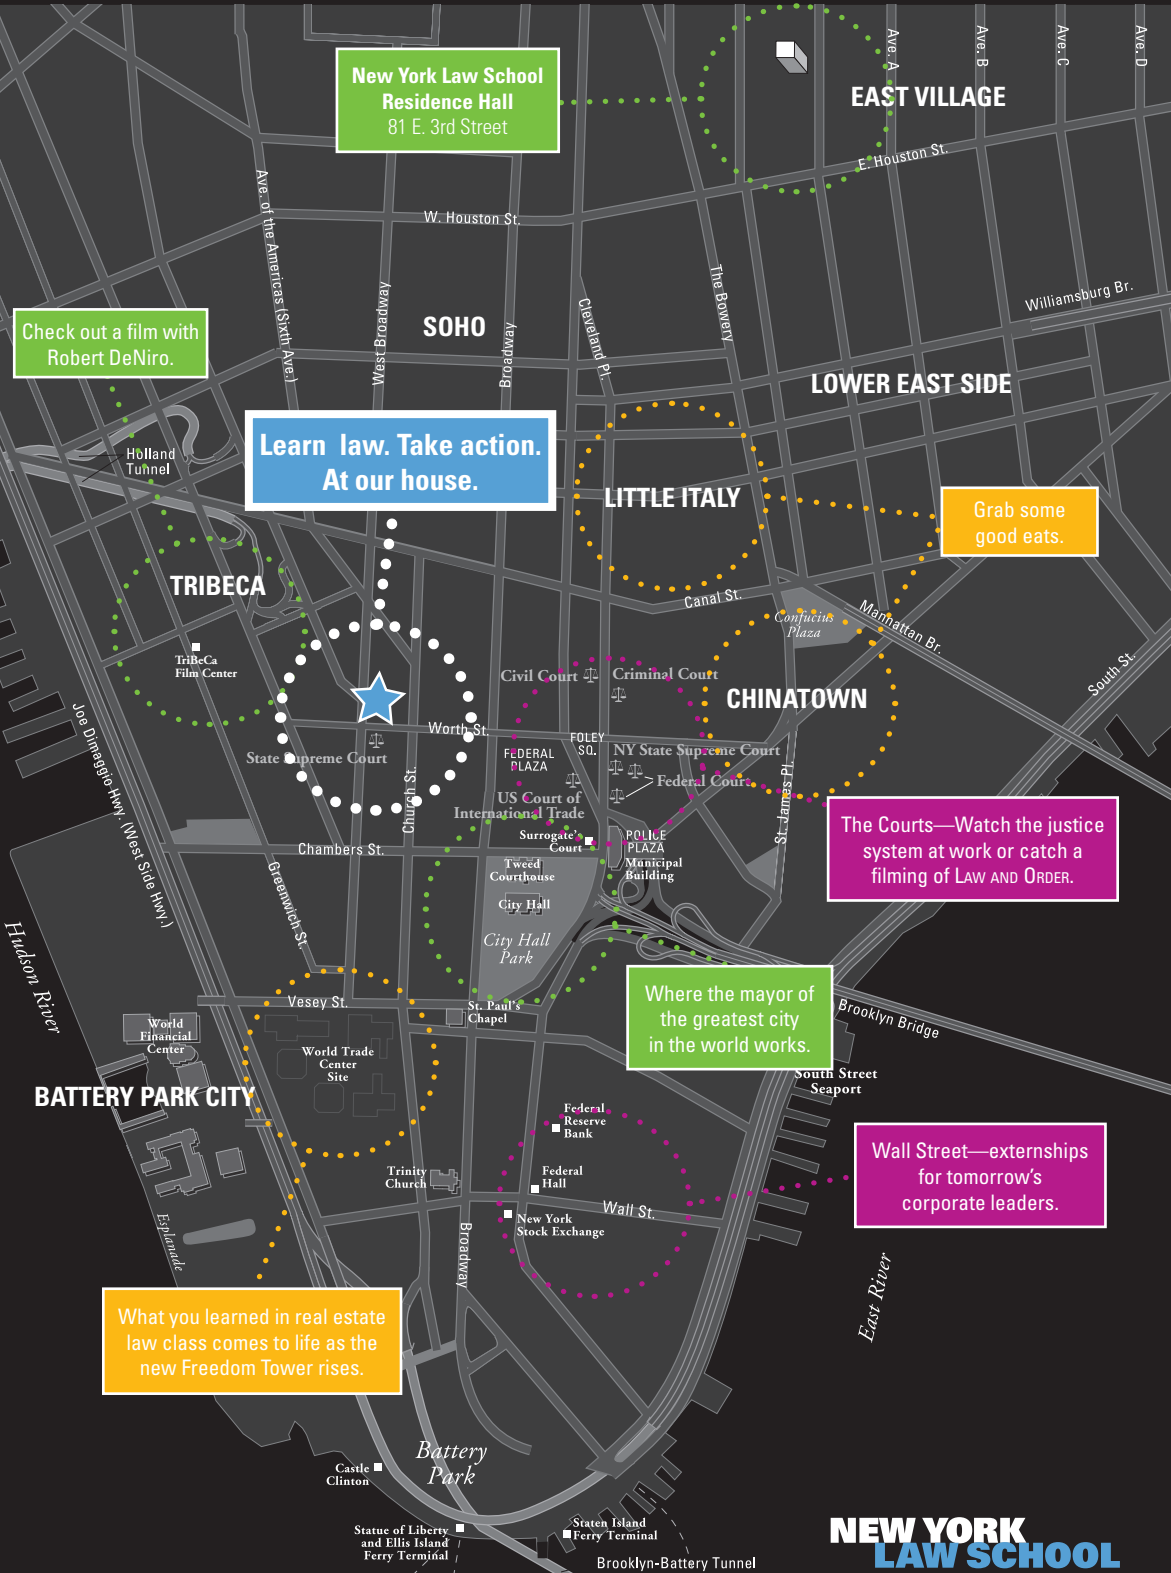 Ave. A
Ave. B
Ave. C
Ave. D
New York Law School
Residence Hall
81 E. 3rd Street
EAST VILLAGE
E. Houston St.
Ave. of the Americas (Sixth Ave.)
W. Houston St.
West Broadway
SOHO
Broadway
Cleveland Pl.
The Bowery
Williamsburg Br.
Check out a film with
Robert DeNiro.
LOWER EAST SIDE
Learn law. Take action.
At our house.
Holland
Tunnel
LITTLE ITALY
Grab some
good eats.
TRIBECA
Canal St.
Confucius
Plaza
Manhattan Br.
TriBeCa
Film Center
Civil Court
Criminal Court
CHINATOWN
South St.
Joe Dimaggio Hwy. (West Side Hwy.)
Worth St.
FOLEY
SQ.
State Supreme Court
FEDERAL
PLAZA
NY State Supreme Court
Federal Court
Church St.
US Court of
International Trade
St. James Pl.
The Courts—Watch the justice
system at work or catch a
filming of LAW AND ORDER.
Surrogate's
Court
POLICE
PLAZA
Municipal
Building
Chambers St.
Tweed
Courthouse
Greenwich St.
City Hall
City Hall
Park
Hudson River
Where the mayor of
the greatest city
in the world works.
Vesey St.
St. Paul's
Chapel
Brooklyn Bridge
World
Financial
Center
World Trade
Center
Site
South Street
Seaport
BATTERY PARK CITY
Federal
Reserve
Bank
Wall Street—externships
for tomorrow's
corporate leaders.
Trinity
Church
Federal
Hall
Wall St.
New York
Stock Exchange
Esplanade
Broadway
East River
What you learned in real estate
law class comes to life as the
new Freedom Tower rises.
Battery
Park
Castle
Clinton
Statue of Liberty
and Ellis Island
Ferry Terminal
Staten Island
Ferry Terminal
Brooklyn-Battery Tunnel
NEW YORK
LAW SCHOOL